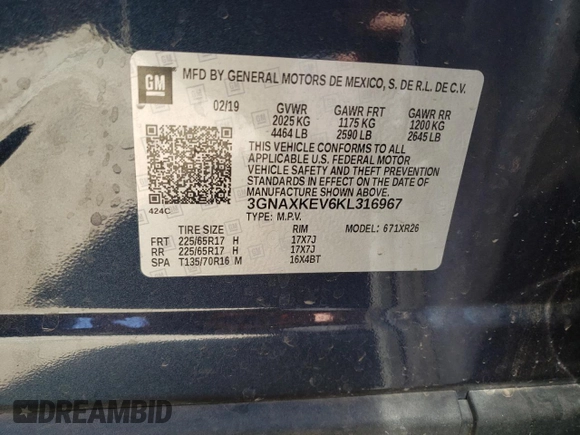 GM
MFD BY GENERAL MOTORS DE MEXICO, S. DE R.L. DE C.V.
02/19 GVWR GAWR FRT GAWR RR
2025 KG 1175 KG 1200 KG
4464 LB 2590 LB 2645 LB
THIS VEHICLE CONFORMS TO ALL
APPLICABLE U.S. FEDERAL MOTOR
VEHICLE SAFETY AND THEFT
PREVENTION STANDARDS IN
EFFECT ON THE DATE OF
MANUFACTURE SHOWN ABOVE.
424C 3GNAXKEV6KL316967
TYPE: M.P.V.
TIRE SIZE RIM MODEL: 671XR26
FRT 225/65R17 H 17X7J
RR 225/65R17 H 17X7J
SPA T135/70R16 M 16X4BT
DREAMBID